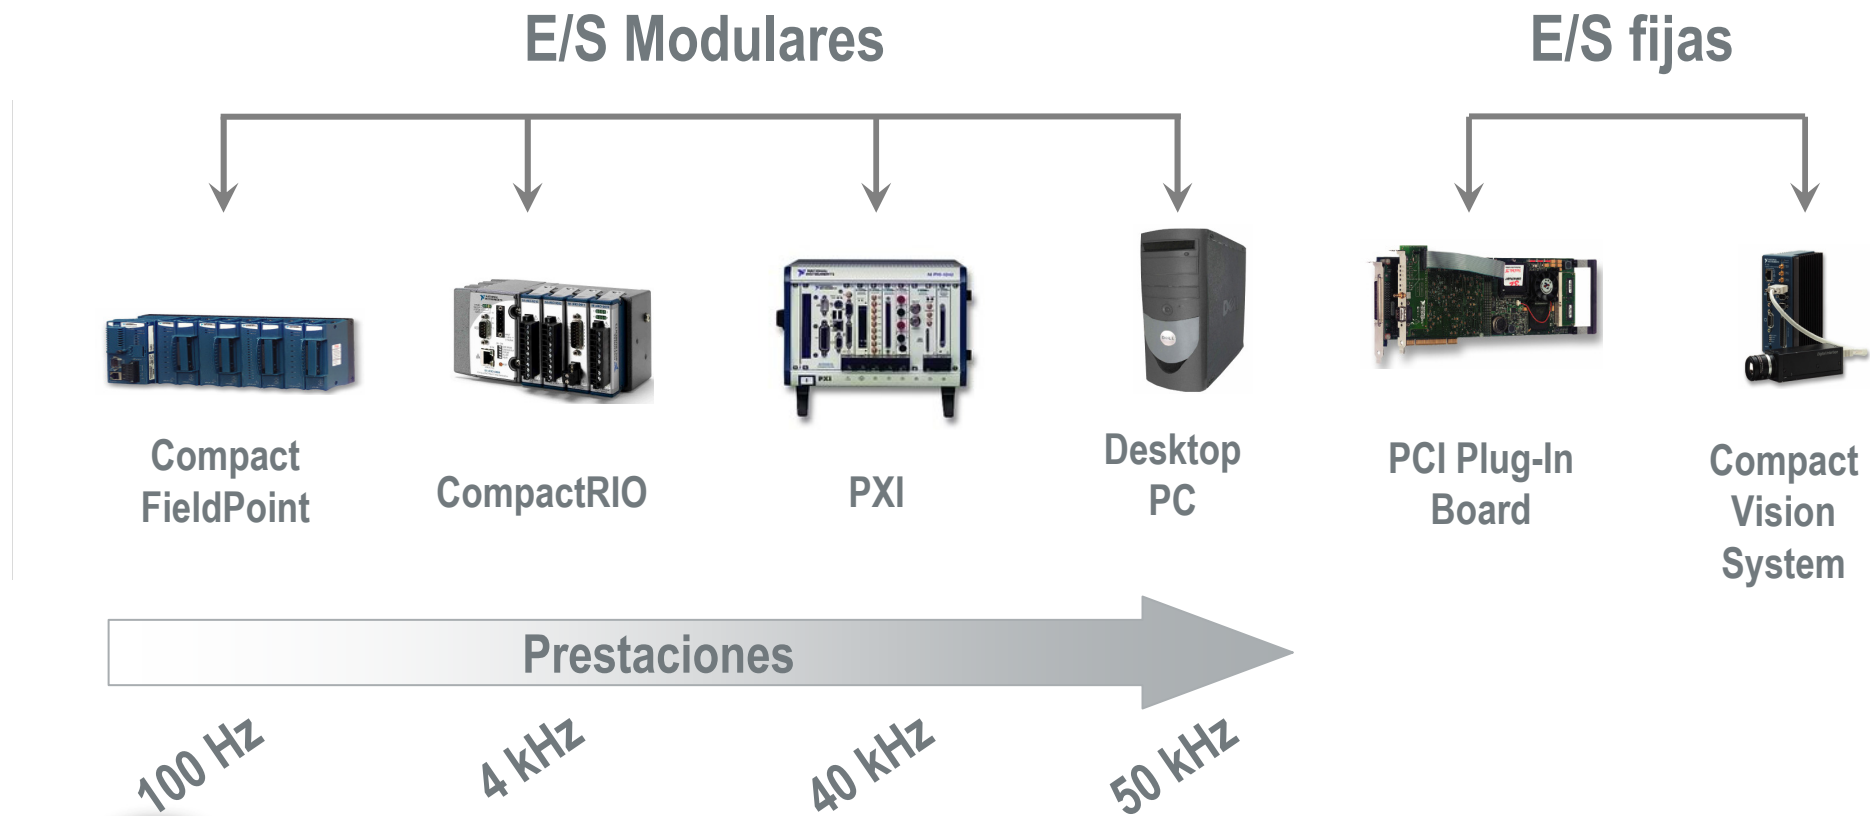 E/S Modulares
E/S fijas
Compact
FieldPoint
CompactRIO
PXI
Desktop
PC
PCI Plug-In
Board
Compact
Vision
System
Prestaciones
100 Hz
4 kHz
40 kHz
50 kHz